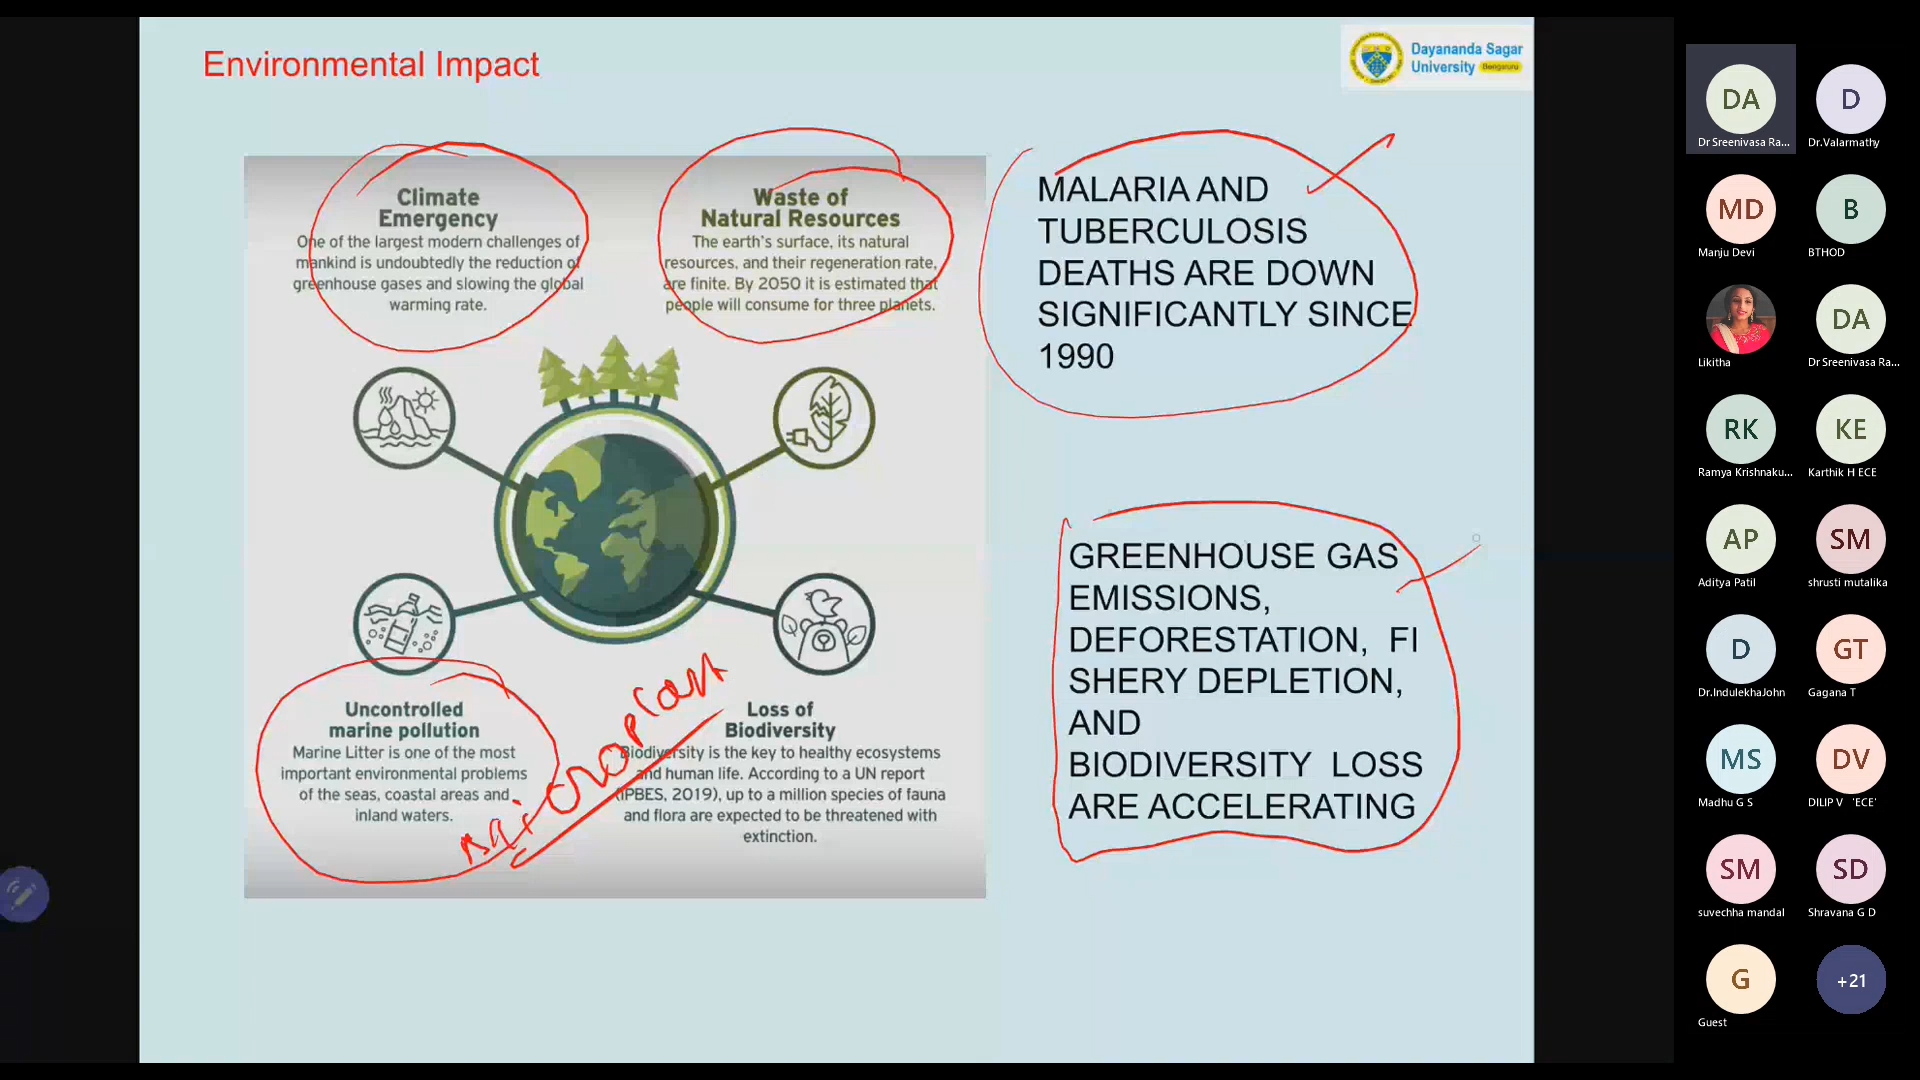 Environmental Impact
Dayananda Sagar
University Bengaluru
Climate
Emergency
One of the largest modern challenges of
mankind is undoubtedly the reduction of
greenhouse gases and slowing the global
warming rate.
Waste of
Natural Resources
The earth's surface, its natural
resources, and their regeneration rate,
are finite. By 2050 it is estimated that
people will consume for three planets.
Uncontrolled
marine pollution
Marine Litter is one of the most
important environmental problems
of the seas, coastal areas and
inland waters.
Loss of
Biodiversity
Biodiversity is the key to healthy ecosystems
and human life. According to a UN report
(IPBES, 2019), up to a million species of fauna
and flora are expected to be threatened with
extinction.
MALARIA AND
TUBERCULOSIS
DEATHS ARE DOWN
SIGNIFICANTLY SINCE
1990
GREENHOUSE GAS
EMISSIONS,
DEFORESTATION, FI
SHERY DEPLETION,
AND
BIODIVERSITY LOSS
ARE ACCELERATING
DA
D
Dr Sreenivasa Ra...
Dr.Valarmathy
MD
B
Manju Devi
BTHOD
DA
Likitha
Dr Sreenivasa Ra...
RK
KE
Ramya Krishnaku...
Karthik H ECE
AP
SM
Aditya Patil
shrusti mutalika
D
GT
Dr.IndulekhaJohn
Gagana T
MS
DV
Madhu G S
DILIP V 'ECE'
SM
SD
suvechha mandal
Shravana G D
G
+21
Guest